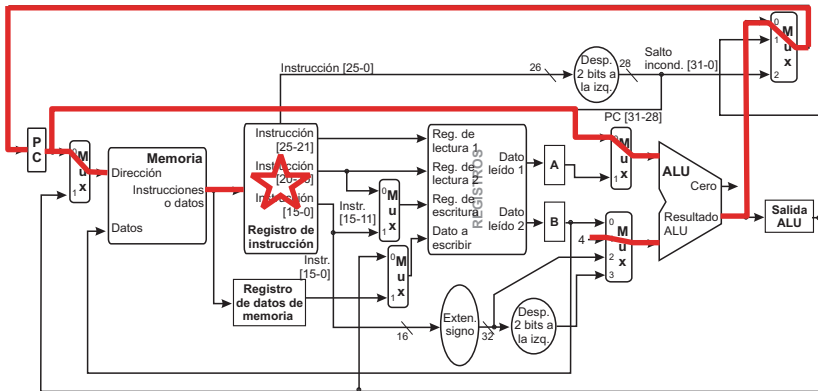 Instrucción [25-0]
26
Desp.
2 bits a
la izq.
28
Salto
incond. [31-0]
0
1
2
M
u
x
PC [31-28]
P
C
0
1
M
u
x
Memoria
Dirección
Instrucciones
o datos
Datos
Instrucción
[25-21]
Instrucción
[20-16]
Instrucción
[15-0]
Registro de
instrucción
Instr.
[15-11]
Instr.
[15-0]
Registro
de datos de
memoria
0
1
M
u
x
0
1
M
u
x
Reg. de
lectura 1
Reg. de
lectura 2
Reg. de
escritura
Dato a
escribir
REGISTROS
Dato
leído 1
Dato
leído 2
A
B
0
1
M
u
x
4
0
2
3
M
u
x
ALU
Cero
Resultado
ALU
Salida
ALU
16
Exten.
signo
32
Desp.
2 bits a
la izq.